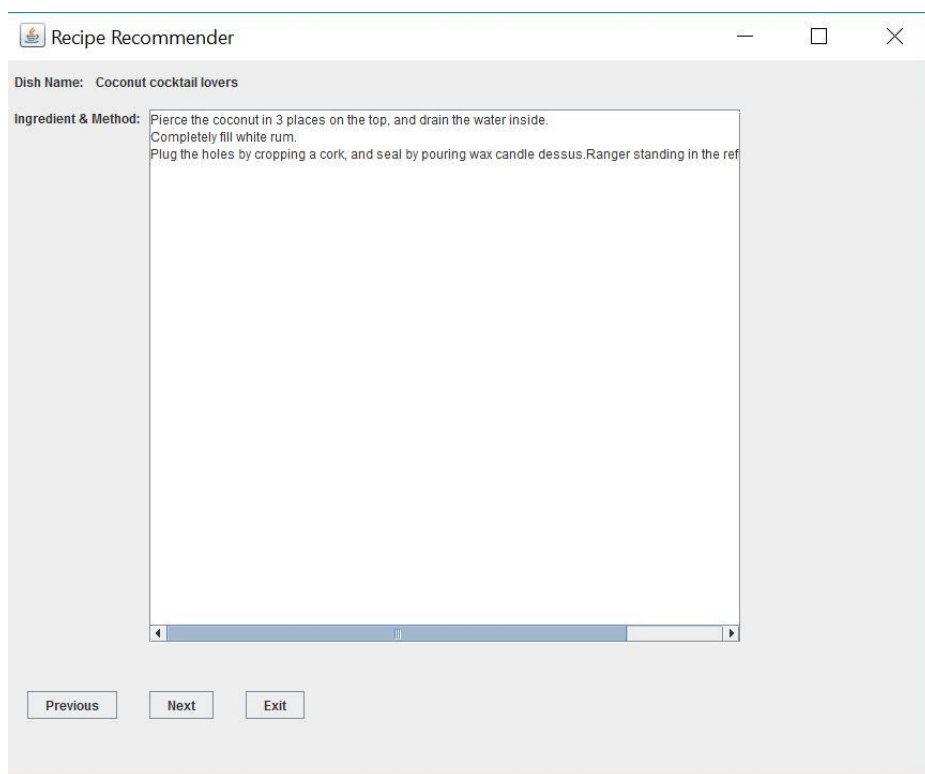 Recipe Recommender
Dish Name: Coconut cocktail lovers
Ingredient & Method: Pierce the coconut in 3 places on the top, and drain the water inside.
Completely fill white rum.
Plug the holes by cropping a cork, and seal by pouring wax candle dessus.Ranger standing in the ref
Previous Next Exit